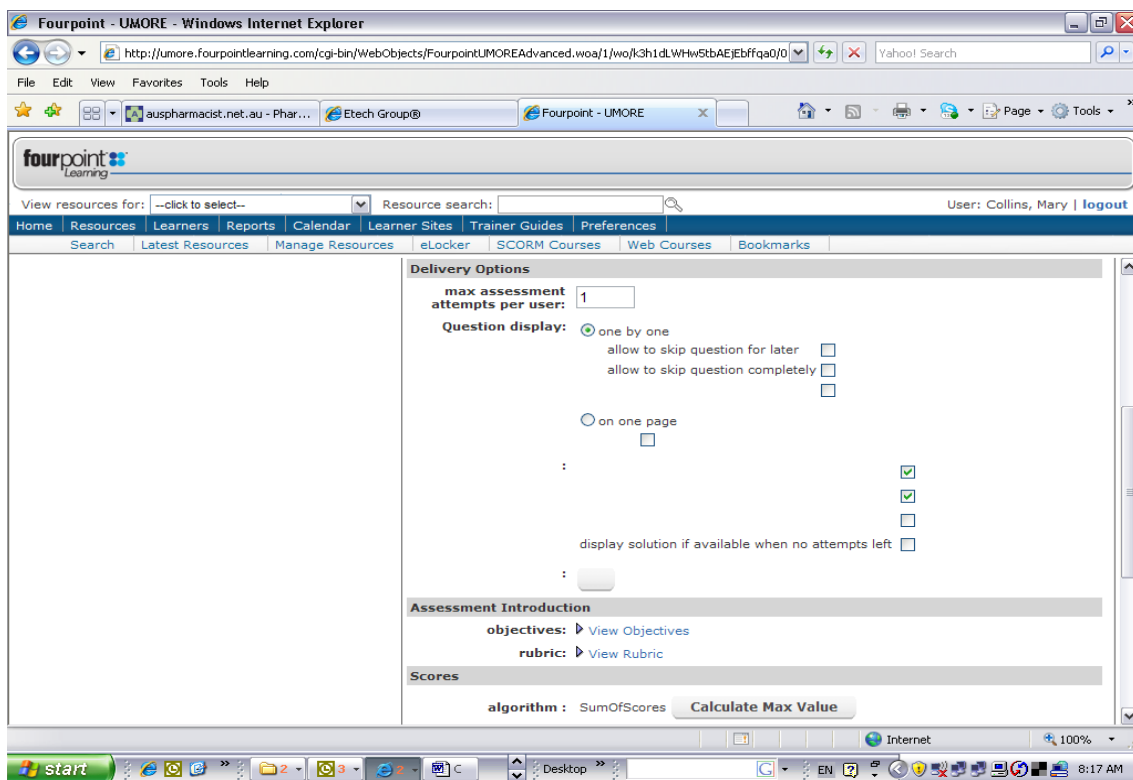 Fourpoint - UMORE - Windows Internet Explorer
http://umore.fourpointlearning.com/cgi-bin/WebObjects/FourpointUMOREAdvanced.woa/1/wo/k3h1dLWHw5tbAEjEbffqa0/0 Yahoo! Search
File Edit View Favorites Tools Help
auspharmacist.net.au - Phar... Etech Group® Fourpoint - UMORE X Page Tools »
fourpoint
Learning
View resources for: --click to select-- Resource search: User: Collins, Mary | logout
Home Resources Learners Reports Calendar Learner Sites Trainer Guides Preferences
Search Latest Resources Manage Resources eLocker SCORM Courses Web Courses Bookmarks
Delivery Options
max assessment
attempts per user: 1
Question display: one by one
allow to skip question for later
allow to skip question completely
on one page
:
display solution if available when no attempts left
:
Assessment Introduction
objectives: View Objectives
rubric: View Rubric
Scores
algorithm : SumOfScores Calculate Max Value
Internet 100%
start » 2 3 2 C Desktop » EN 8:17 AM